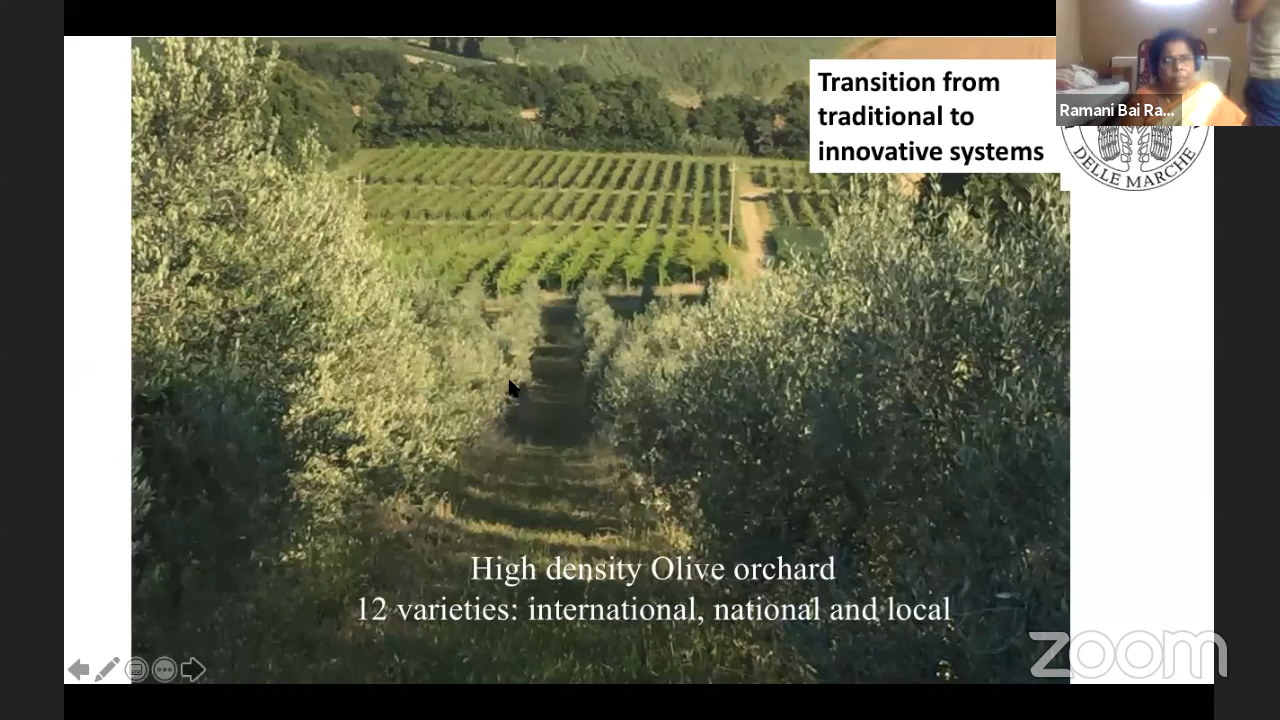 Transition from
traditional to
innovative systems
Ramani Bai Ra...
DELLE MARCHE
High density Olive orchard
12 varieties: international, national and local
zoom